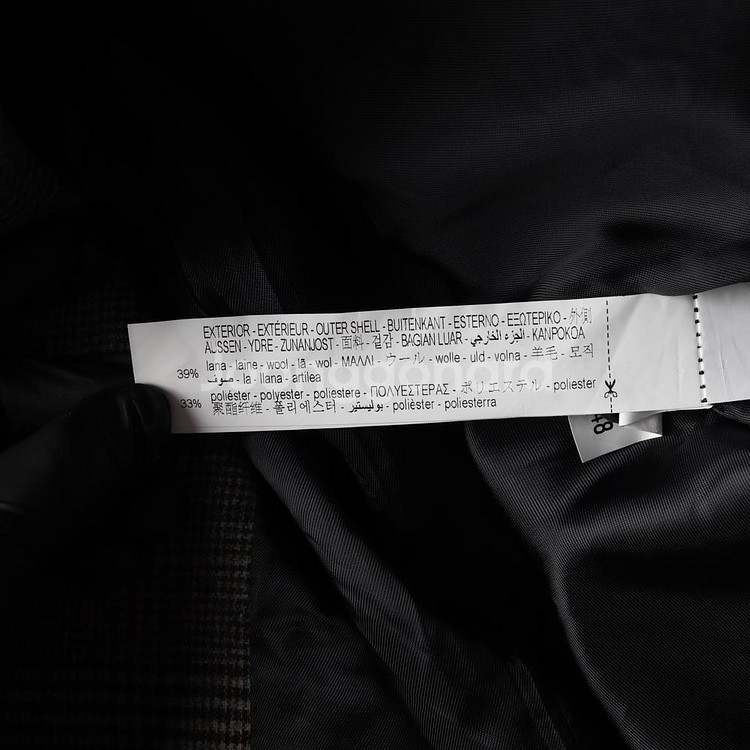 EXTERIOR - EXTÉRIEUR - OUTER SHELL - BUITENKANT - ESTERNO - ΕΞΩΤΕΡΙΚΟ - 外側
AUSSEN - YDRE - ZUNANJOST - 面料 - 겉감 - BAGIAN LUAR - الجزء الخارجي - KANPOKOA
39% lana - laine - wool - lã - wol - ΜΑΛΛΙ - ウール - wolle - uld - volna - 羊毛 - 모직
صوف - la - llana - artilea
33% poliéster - polyester - poliestere - ΠΟΛΥΕΣΤΕΡΑΣ - ポリエステル - poliester
聚酯纤维 - 폴리에스터 - بوليستير - polièster - poliesterra
48